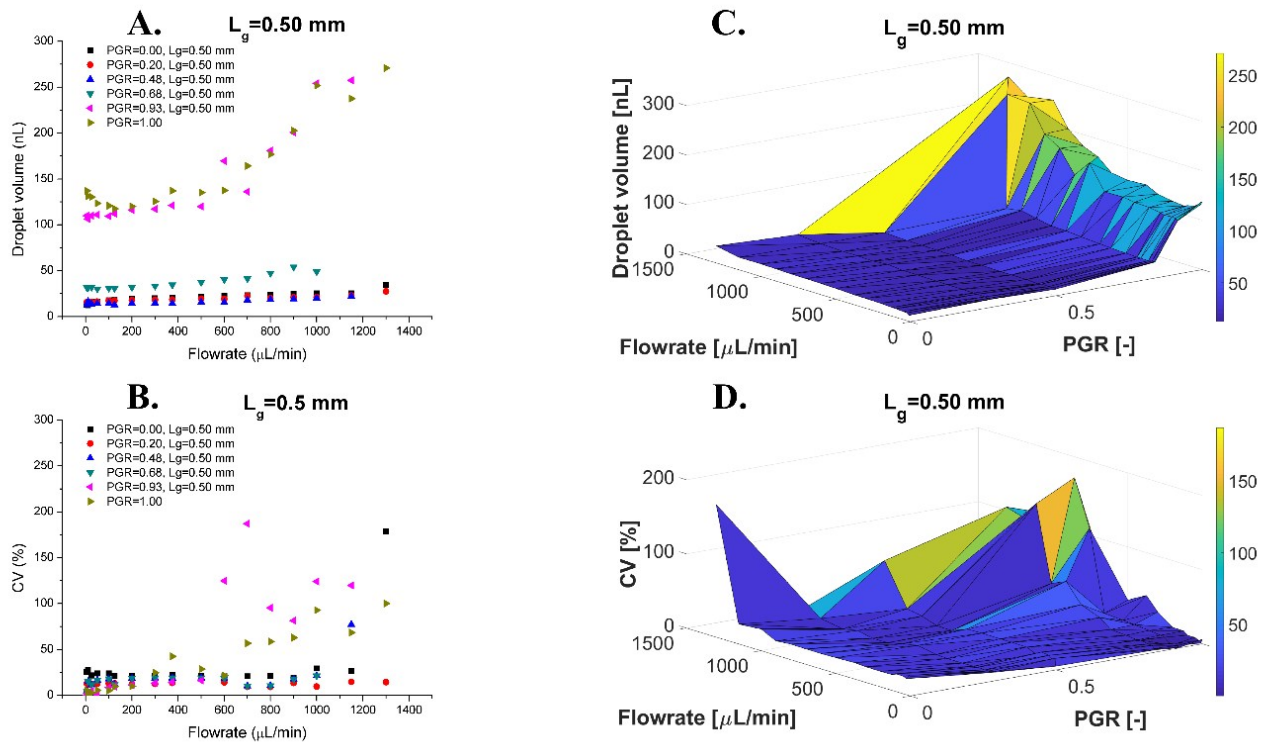 A.
L_g=0.50 mm
300
250
200
150
100
50
0
Droplet volume (nL)
PGR=0.00, Lg=0.50 mm
PGR=0.20, Lg=0.50 mm
PGR=0.48, Lg=0.50 mm
PGR=0.68, Lg=0.50 mm
PGR=0.93, Lg=0.50 mm
PGR=1.00
0 200 400 600 800 1000 1200 1400
Flowrate (μL/min)
C.
L_g=0.50 mm
Droplet volume [nL]
300
200
100
0
1500
1000
500
0
Flowrate [μL/min]
0
0.5
PGR [-]
250
200
150
100
50
B.
L_g=0.5 mm
300
250
200
150
100
50
0
CV (%)
PGR=0.00, Lg=0.50 mm
PGR=0.20, Lg=0.50 mm
PGR=0.48, Lg=0.50 mm
PGR=0.68, Lg=0.50 mm
PGR=0.93, Lg=0.50 mm
PGR=1.00
0 200 400 600 800 1000 1200 1400
Flowrate (μL/min)
D.
L_g=0.50 mm
CV [%]
200
100
0
1500
1000
500
0
Flowrate [μL/min]
0
0.5
PGR [-]
150
100
50